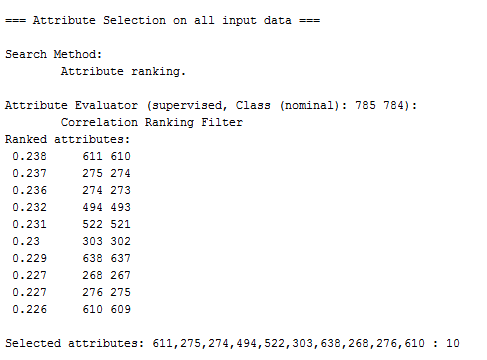 === Attribute Selection on all input data ===
Search Method:
Attribute ranking.
Attribute Evaluator (supervised, Class (nominal): 785 784):
Correlation Ranking Filter
Ranked attributes:
0.238 611 610
0.237 275 274
0.236 274 273
0.232 494 493
0.231 522 521
0.23 303 302
0.229 638 637
0.227 268 267
0.227 276 275
0.226 610 609
Selected attributes: 611,275,274,494,522,303,638,268,276,610 : 10